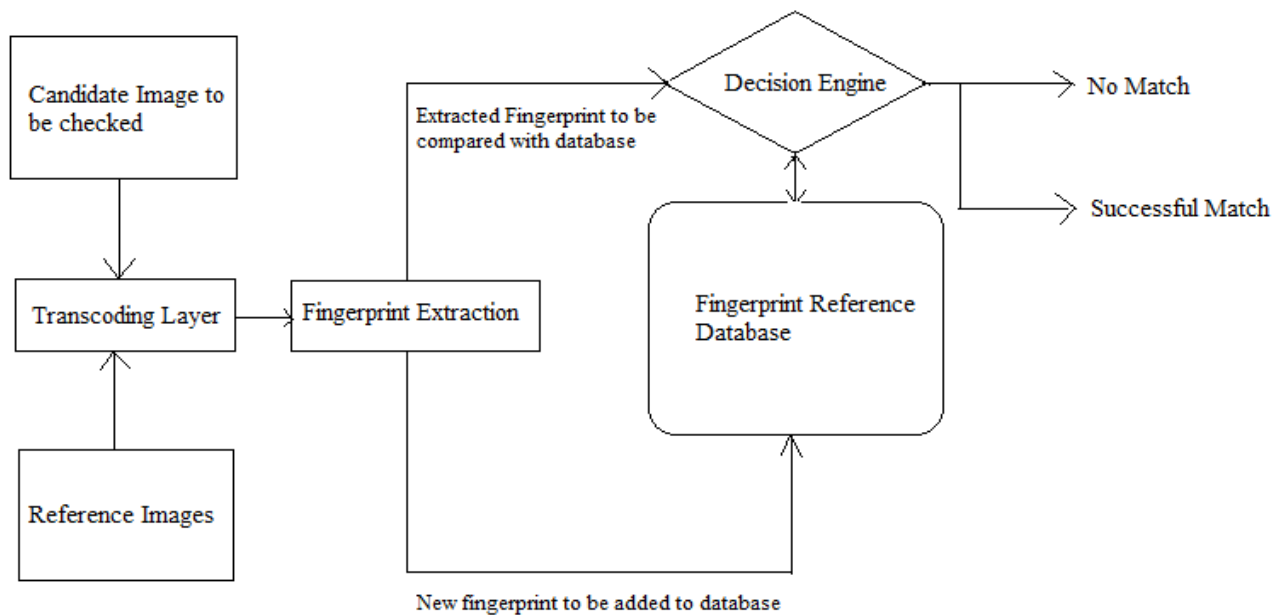 Candidate Image to
be checked
Decision Engine
No Match
Extracted Fingerprint to be
compared with database
Successful Match
Transcoding Layer
Fingerprint Extraction
Fingerprint Reference
Database
Reference Images
New fingerprint to be added to database